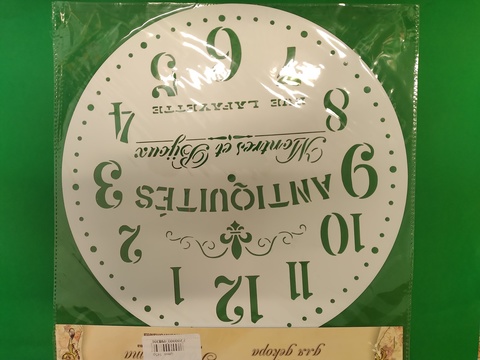 для декора
12
11 1
10 2
ANTIQUITÉS
9 3
Montres et Bijoux
RUE LAFAYETTE
8 4
7 5
6